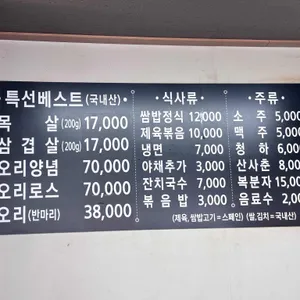 특선베스트(국내산)
목 살(200g) 17,000
삼 겹 살(200g) 17,000
오리양념 70,000
오리로스 70,000
오리(반마리) 38,000
식사류
쌈밥정식 12,000
제육볶음 10,000
냉면 7,000
야채추가 3,000
잔치국수 7,000
볶 음 밥 3,000
(제육, 쌈밥고기=스페인) (쌀,김치=국내산)
주류
소 주 5,000
맥 주 5,000
청 하 6,000
산사춘 8,000
복분자 15,00
음료수 2,00